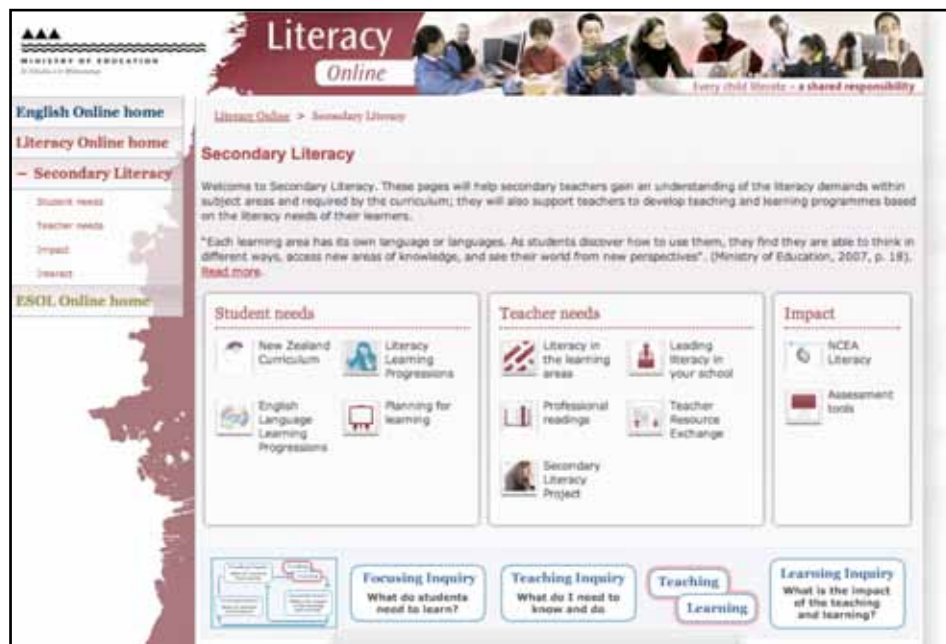 MINISTRY OF EDUCATION
Literacy
Online
Every child literate – a shared responsibility
English Online home
Literacy Online home
– Secondary Literacy
Student needs
Teacher needs
Impact
Interact
ESOL Online home
Literacy Online > Secondary Literacy
Secondary Literacy
Welcome to Secondary Literacy. These pages will help secondary teachers gain an understanding of the literacy demands within
subject areas and required by the curriculum; they will also support teachers to develop teaching and learning programmes based
on the literacy needs of their learners.
"Each learning area has its own language or languages. As students discover how to use them, they find they are able to think in
different ways, access new areas of knowledge, and see their world from new perspectives". (Ministry of Education, 2007, p. 18).
Read more.
Student needs
New Zealand
Curriculum
Literacy
Learning
Progressions
English
Language
Learning
Progressions
Planning for
learning
Teacher needs
Literacy in
the learning
areas
Leading
literacy in
your school
Professional
readings
Teacher
Resource
Exchange
Secondary
Literacy
Project
Impact
NCEA
Literacy
Assessment
tools
Focusing Inquiry
What do students
need to learn?
Teaching Inquiry
What do I need to
know and do
Teaching
Learning
Learning Inquiry
What is the impact
of the teaching
and learning?